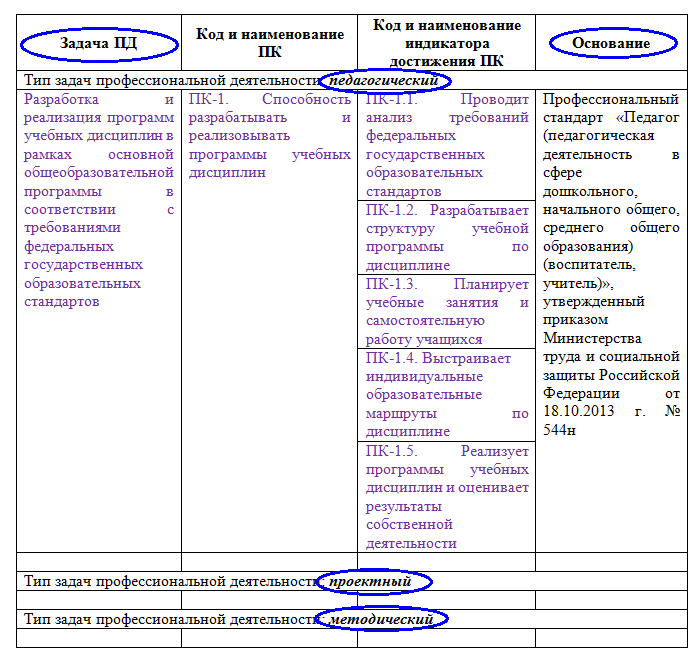 Задача ПД
Код и наименование
ПК
Код и наименование
индикатора
достижения ПК
Основание
Тип задач профессиональной деятельности: педагогический
Разработка и
реализация программ
учебных дисциплин в
рамках основной
общеобразовательной
программы в
соответствии с
требованиями
федеральных
государственных
образовательных
стандартов
ПК-1. Способность
разрабатывать и
реализовывать
программы учебных
дисциплин
ПК-1.1. Проводит
анализ требований
федеральных
государственных
образовательных
стандартов
ПК-1.2. Разрабатывает
структуру учебной
программы по
дисциплине
ПК-1.3. Планирует
учебные занятия и
самостоятельную
работу учащихся
ПК-1.4. Выстраивает
индивидуальные
образовательные
маршруты по
дисциплине
ПК-1.5. Реализует
программы учебных
дисциплин и оценивает
результаты
собственной
деятельности
Профессиональный
стандарт «Педагог
(педагогическая
деятельность в
сфере
дошкольного,
начального общего,
среднего общего
образования)
(воспитатель,
учитель)»,
утвержденный
приказом
Министерства
труда и социальной
защиты Российской
Федерации от
18.10.2013 г. №
544н
Тип задач профессиональной деятельности: проектный
Тип задач профессиональной деятельности: методический